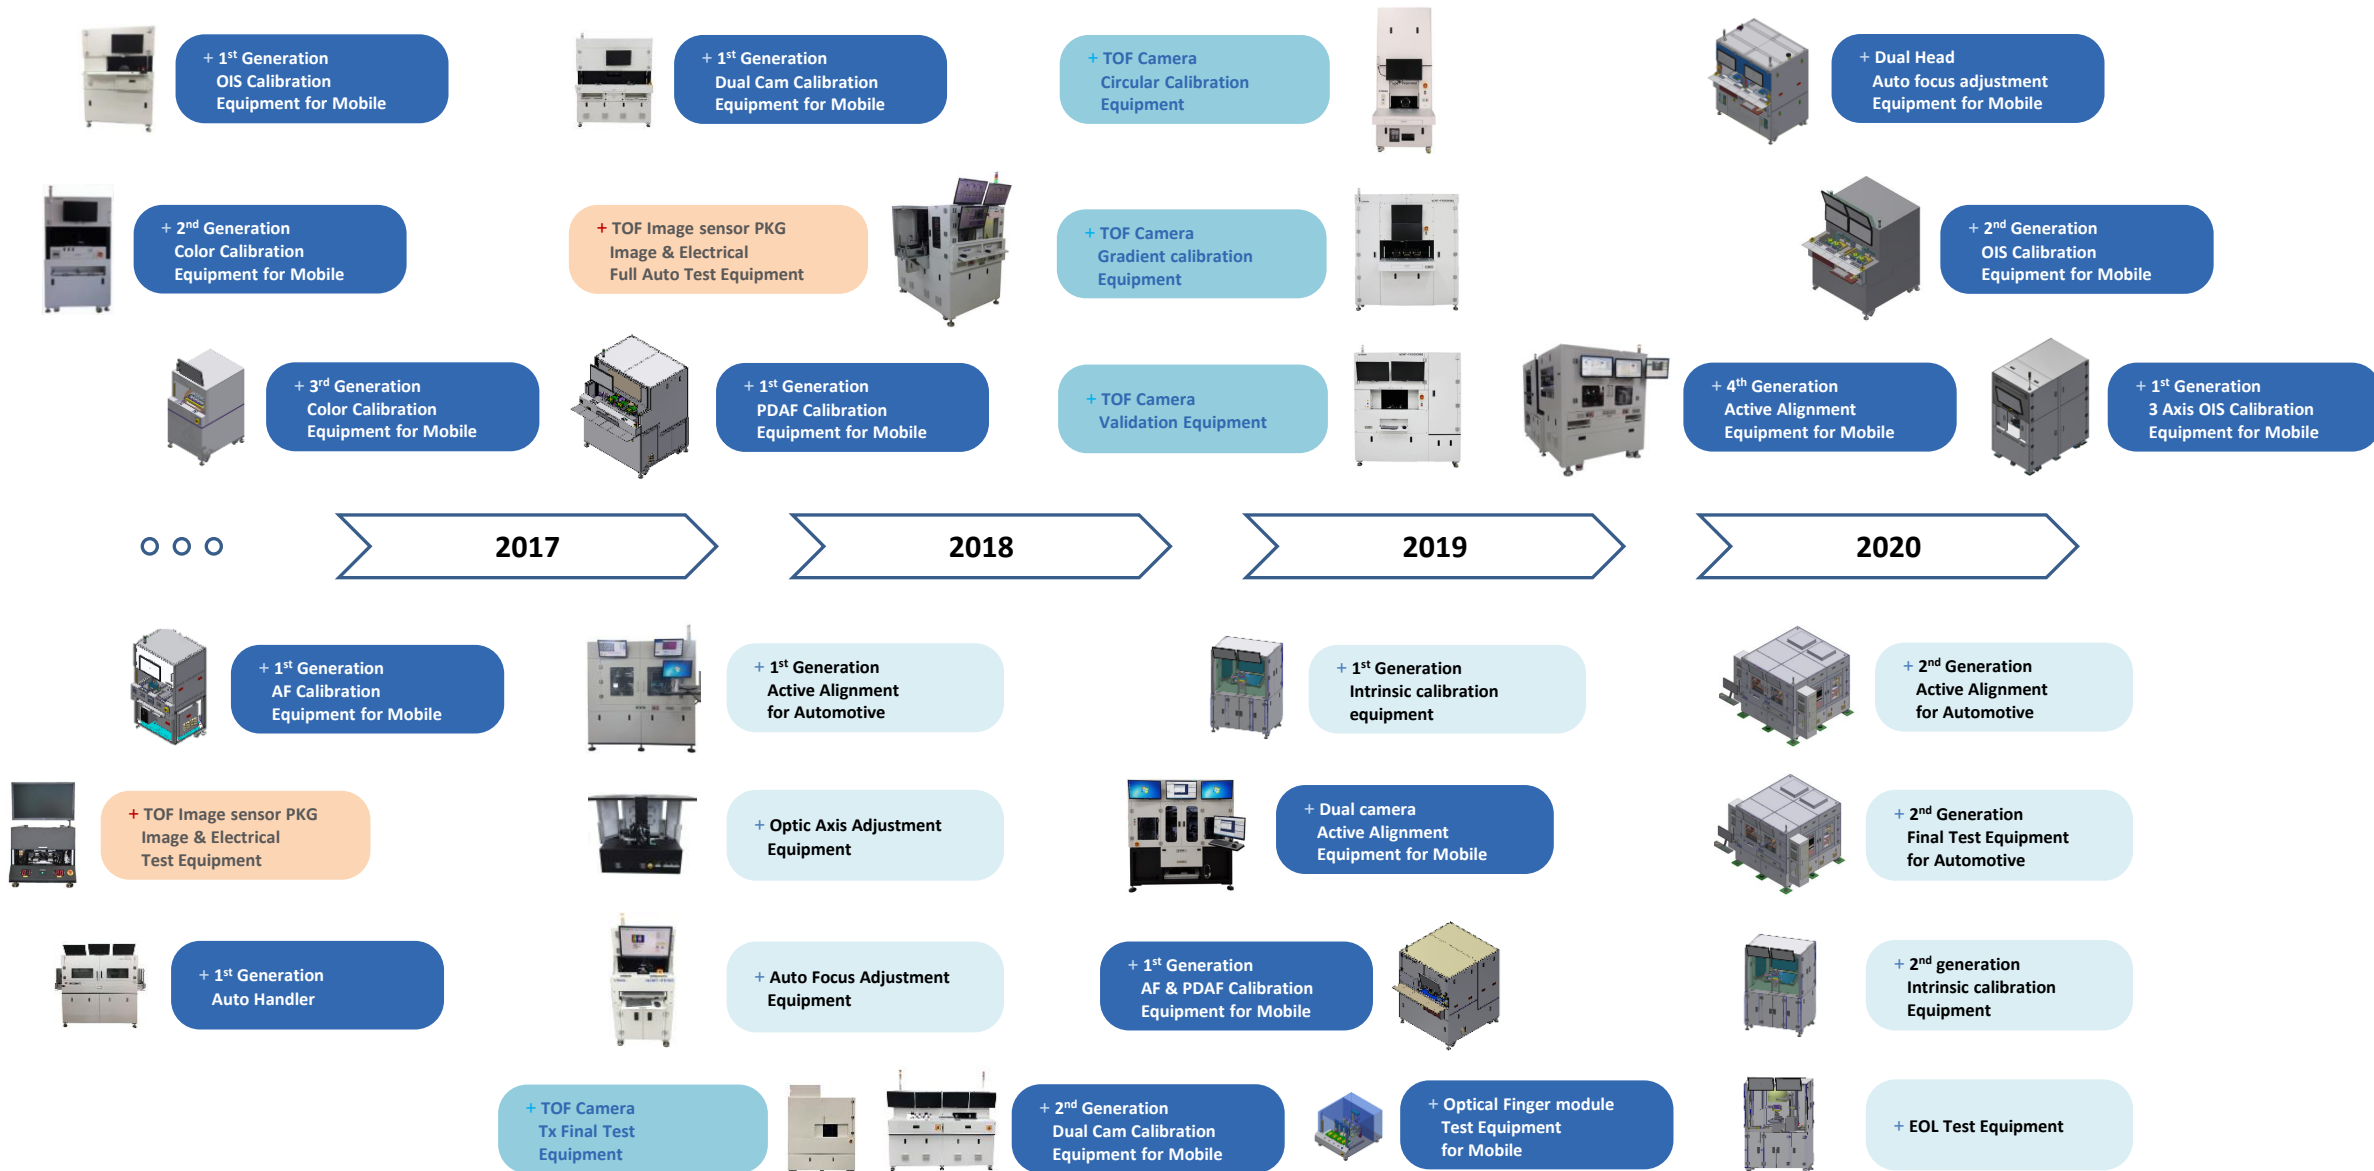 + 1st Generation
OIS Calibration
Equipment for Mobile
+ 1st Generation
Dual Cam Calibration
Equipment for Mobile
+ TOF Camera
Circular Calibration
Equipment
+ Dual Head
Auto focus adjustment
Equipment for Mobile
+ 2nd Generation
Color Calibration
Equipment for Mobile
+ TOF Image sensor PKG
Image & Electrical
Full Auto Test Equipment
+ TOF Camera
Gradient calibration
Equipment
+ 2nd Generation
OIS Calibration
Equipment for Mobile
+ 3rd Generation
Color Calibration
Equipment for Mobile
+ 1st Generation
PDAF Calibration
Equipment for Mobile
+ TOF Camera
Validation Equipment
+ 4th Generation
Active Alignment
Equipment for Mobile
+ 1st Generation
3 Axis OIS Calibration
Equipment for Mobile
2017
2018
2019
2020
+ 1st Generation
AF Calibration
Equipment for Mobile
+ 1st Generation
Active Alignment
for Automotive
+ 1st Generation
Intrinsic calibration
equipment
+ 2nd Generation
Active Alignment
for Automotive
+ TOF Image sensor PKG
Image & Electrical
Test Equipment
+ Optic Axis Adjustment
Equipment
+ Dual camera
Active Alignment
Equipment for Mobile
+ 2nd Generation
Final Test Equipment
for Automotive
+ 1st Generation
Auto Handler
+ Auto Focus Adjustment
Equipment
+ 1st Generation
AF & PDAF Calibration
Equipment for Mobile
+ 2nd generation
Intrinsic calibration
Equipment
+ TOF Camera
Tx Final Test
Equipment
+ 2nd Generation
Dual Cam Calibration
Equipment for Mobile
+ Optical Finger module
Test Equipment
for Mobile
+ EOL Test Equipment